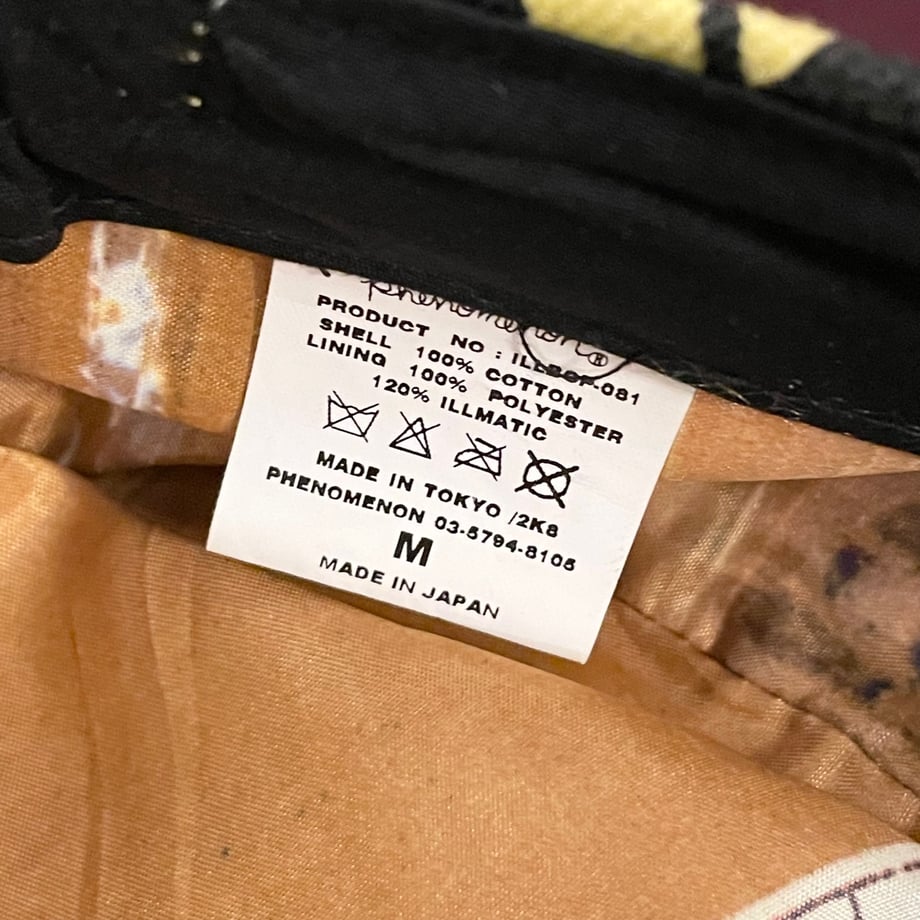 phenomenon®
PRODUCT NO : ILLBCF-081
SHELL 100% COTTON
LINING 100% POLYESTER
120% ILLMATIC
MADE IN TOKYO /2K8
PHENOMENON 03-5794-8105
M
MADE IN JAPAN